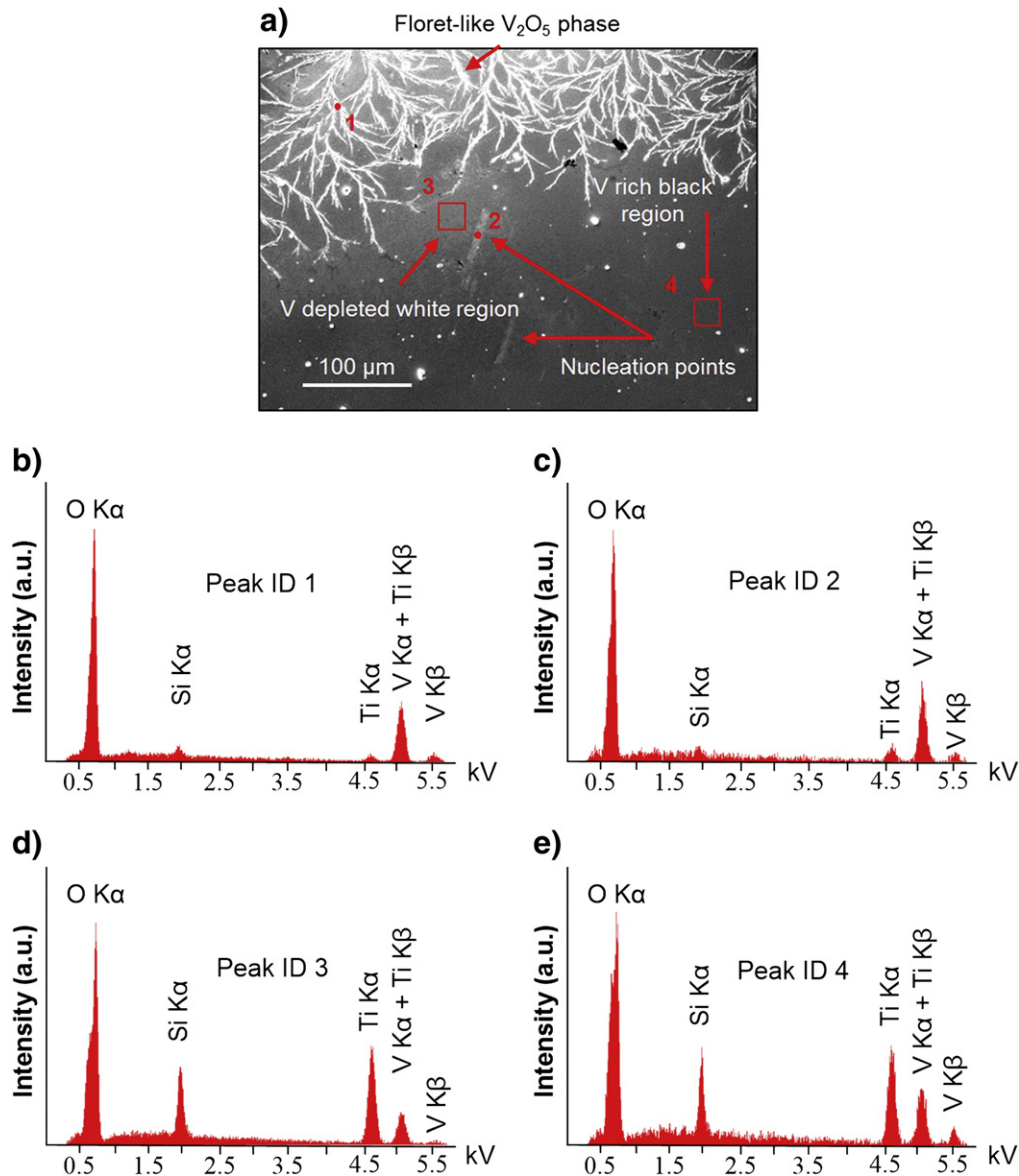 a)
Floret-like V₂O₅ phase
1
3
2
V rich black
region
4
V depleted white region
Nucleation points
100 µm
b)
Intensity (a.u.)
O Kα
Peak ID 1
Si Kα
Ti Kα
V Kα + Ti Kβ
V Kβ
0.5 1.5 2.5 3.5 4.5 5.5 kV
c)
Intensity (a.u.)
O Kα
Peak ID 2
Si Kα
Ti Kα
V Kα + Ti Kβ
V Kβ
0.5 1.5 2.5 3.5 4.5 5.5 kV
d)
Intensity (a.u.)
O Kα
Peak ID 3
Si Kα
Ti Kα
V Kα + Ti Kβ
V Kβ
0.5 1.5 2.5 3.5 4.5 5.5 kV
e)
Intensity (a.u.)
O Kα
Peak ID 4
Si Kα
Ti Kα
V Kα + Ti Kβ
V Kβ
0.5 1.5 2.5 3.5 4.5 5.5 kV